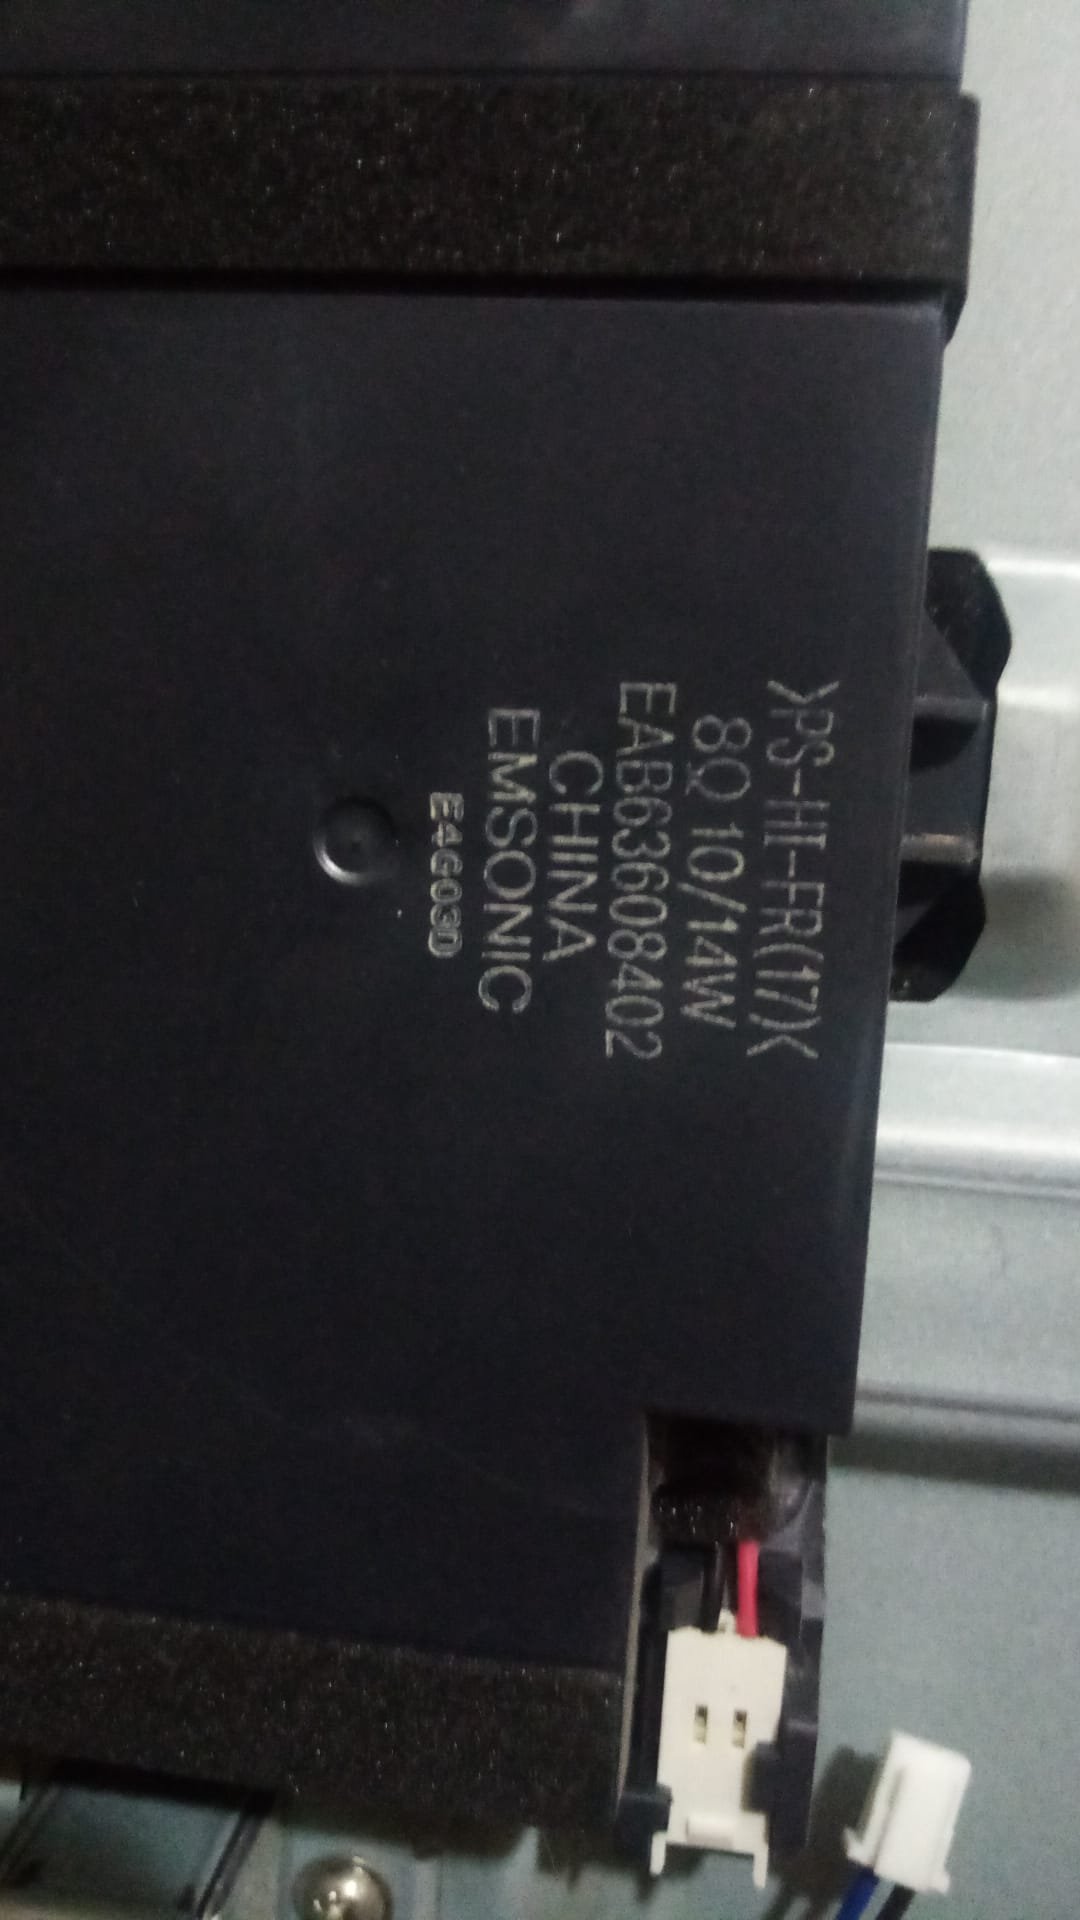 >PS-HI-FR(17)<
8Ω 10/14W
EAB63608402
CHINA
EMSONIC
E4G03D